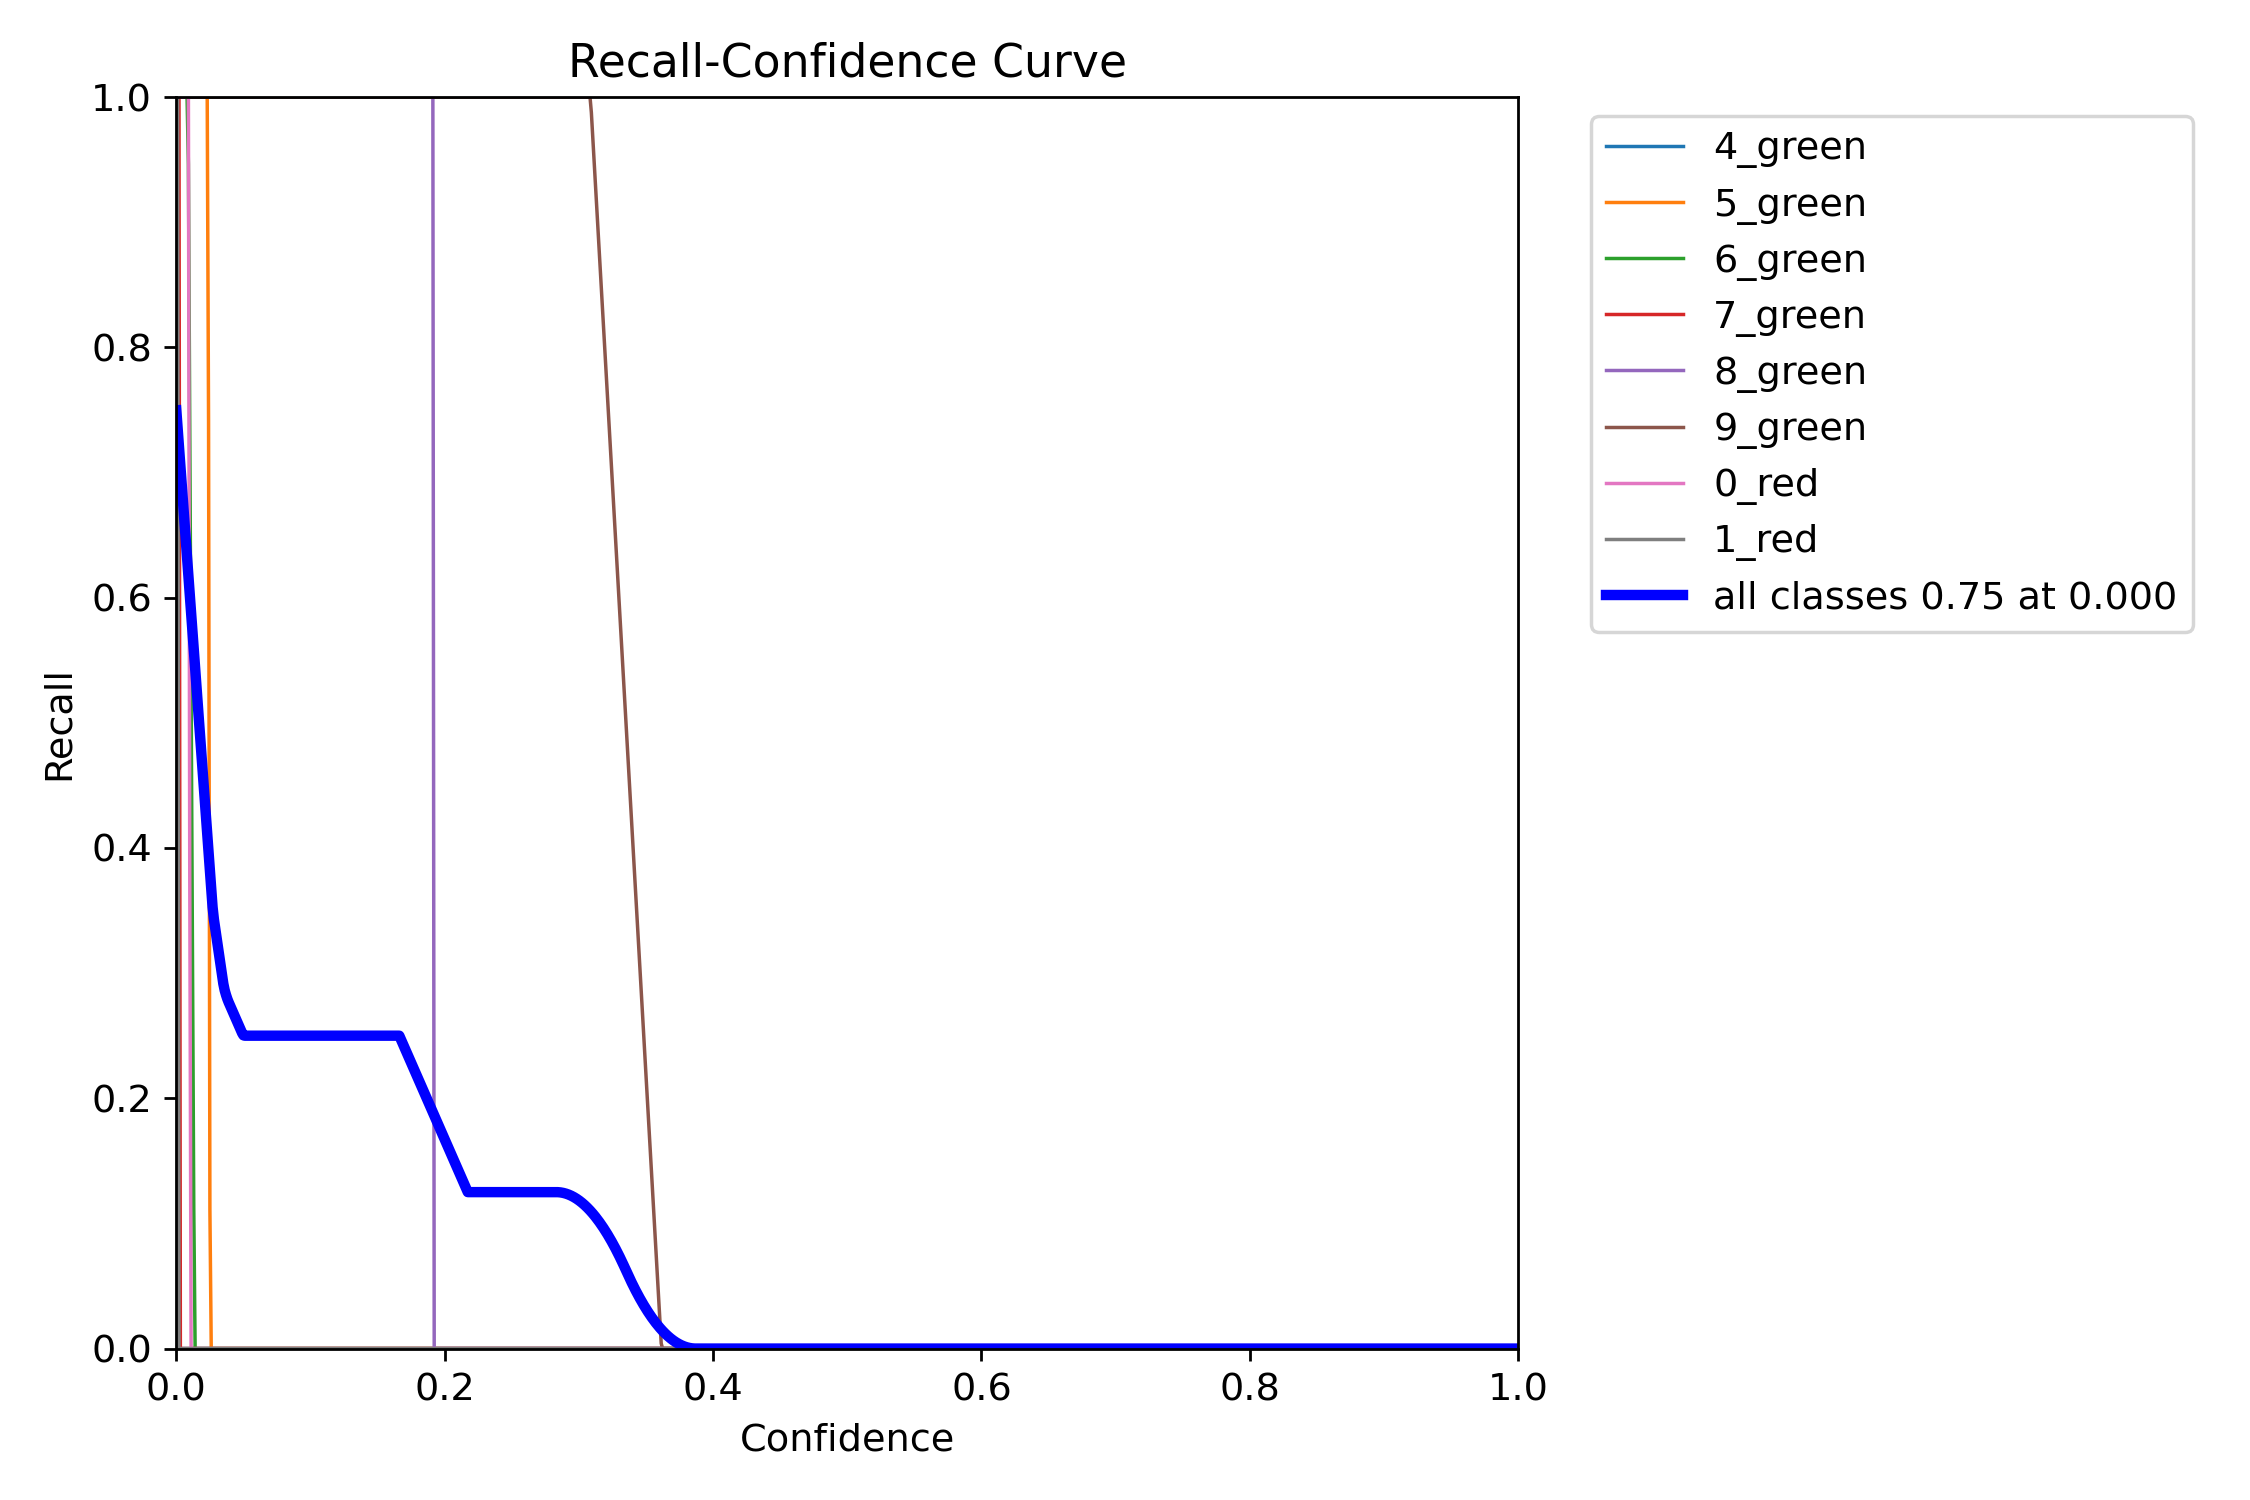 Recall-Confidence Curve
1.0
0.8
0.6
0.4
0.2
0.0
Recall
0.0 0.2 0.4 0.6 0.8 1.0
Confidence
4_green
5_green
6_green
7_green
8_green
9_green
0_red
1_red
all classes 0.75 at 0.000